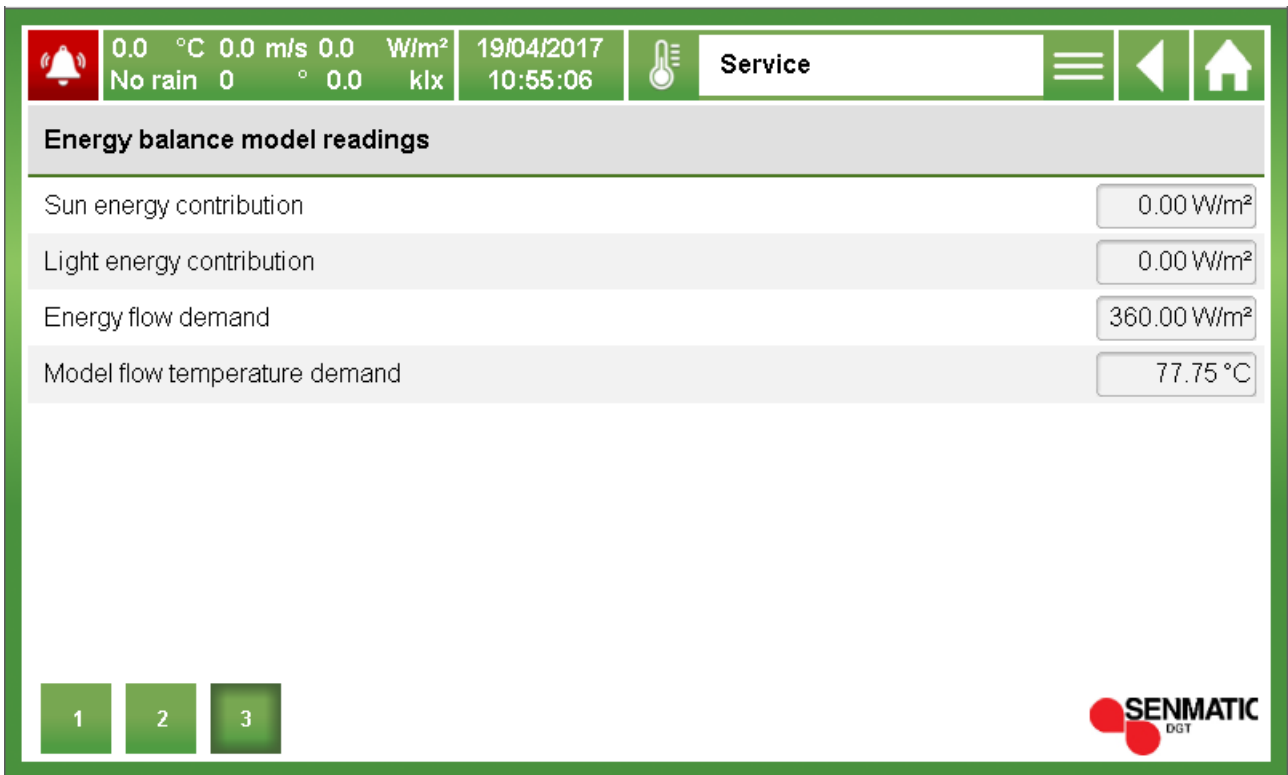 0.0 °C 0.0 m/s 0.0 W/m²
No rain 0 ° 0.0 klx
19/04/2017
10:55:06
Service
Energy balance model readings
Sun energy contribution 0.00 W/m²
Light energy contribution 0.00 W/m²
Energy flow demand 360.00 W/m²
Model flow temperature demand 77.75 °C
1 2 3
SENMATIC
DGT